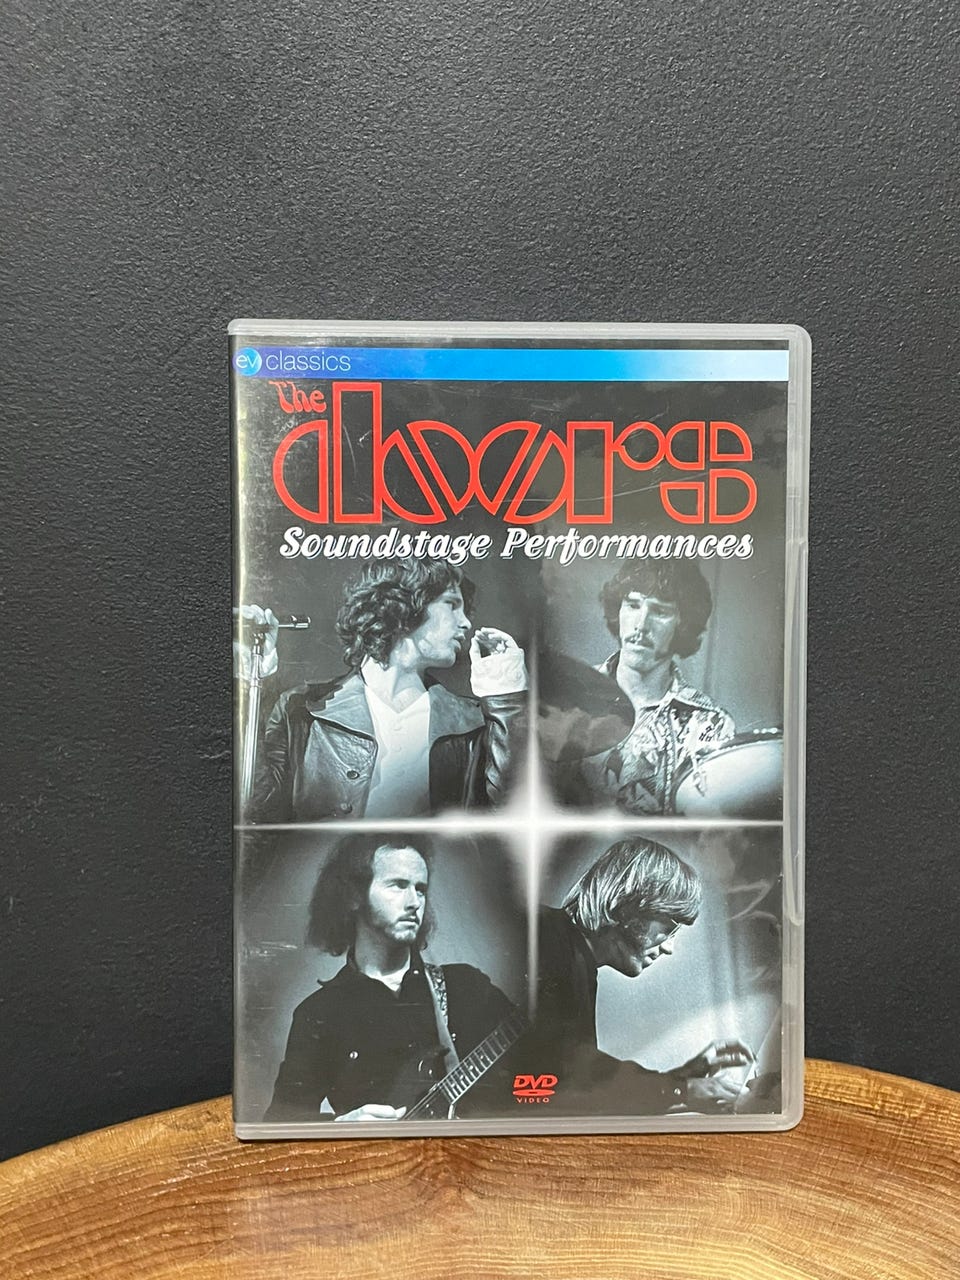 ev classics
The
doors
Soundstage Performances
DVD
VIDEO